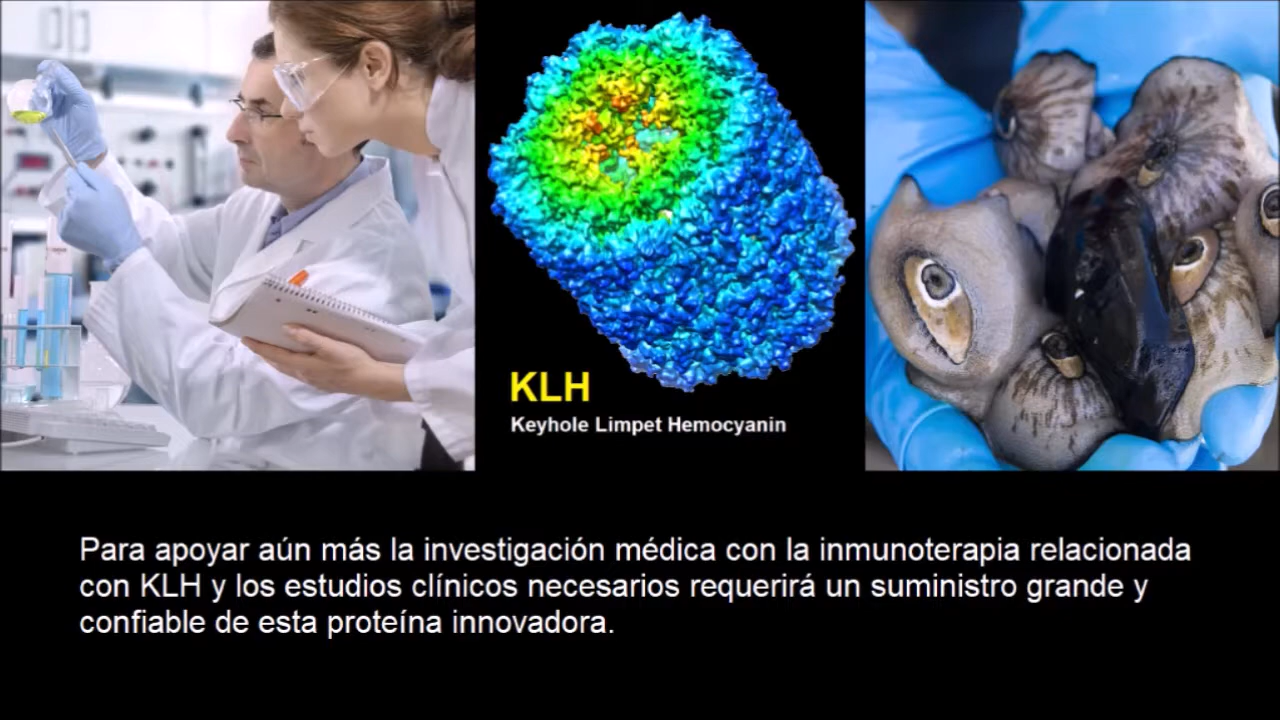 KLH
Keyhole Limpet Hemocyanin
Para apoyar aún más la investigación médica con la inmunoterapia relacionada
con KLH y los estudios clínicos necesarios requerirá un suministro grande y
confiable de esta proteína innovadora.